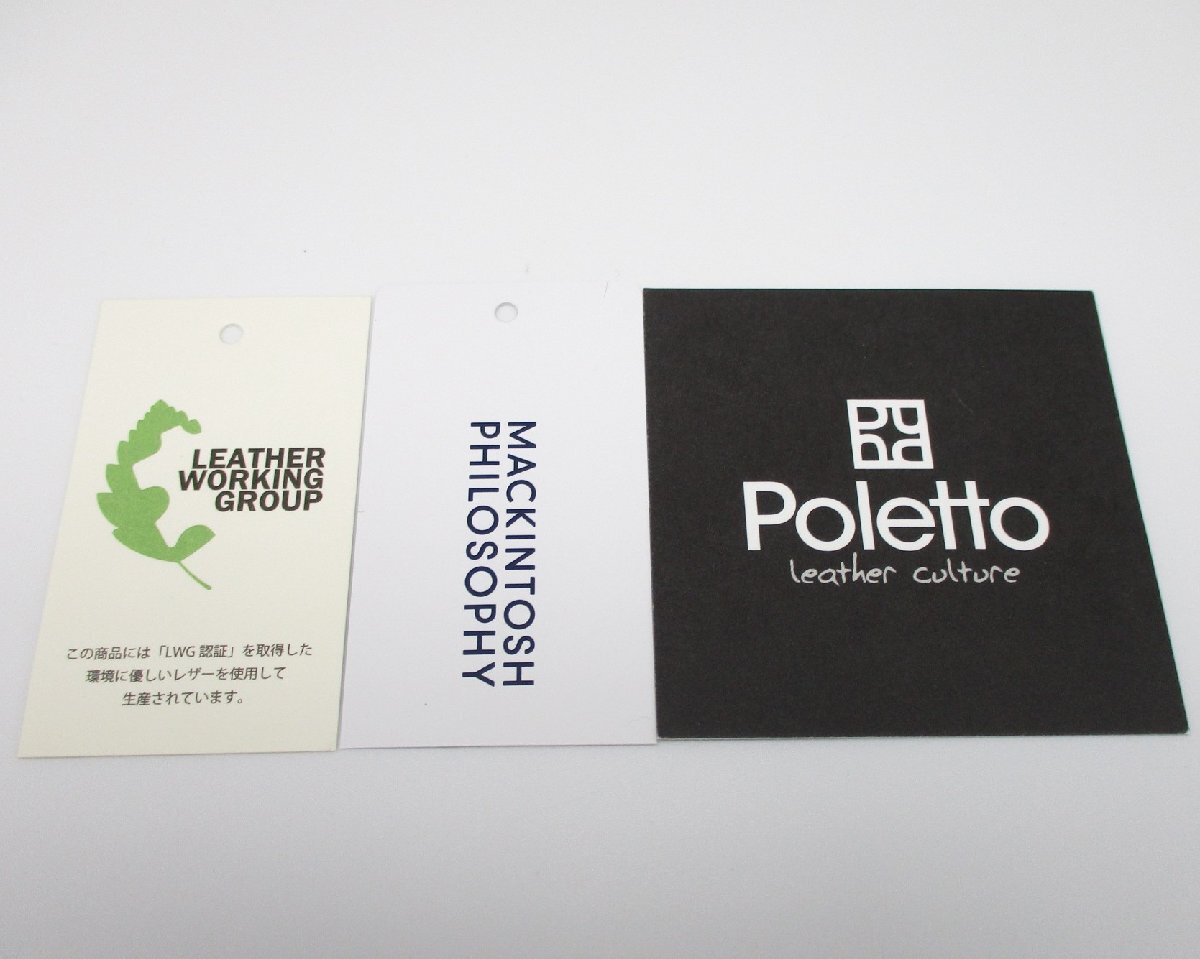 LEATHER
WORKING
GROUP
この商品には「LWG 認証」を取得した
環境に優しいレザーを使用して
生産されています。
MACKINTOSH
PHILOSOPHY
Poletto
leather culture